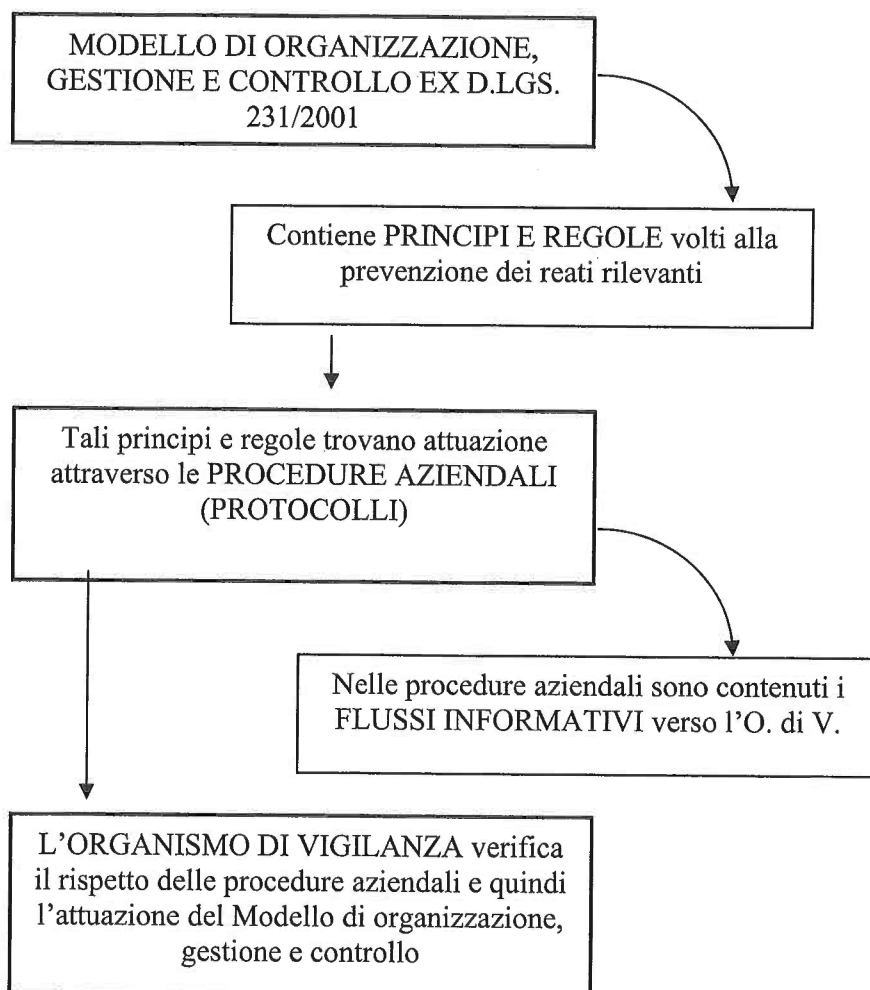 MODELLO DI ORGANIZZAZIONE,
GESTIONE E CONTROLLO EX D.LGS.
231/2001
Contiene PRINCIPI E REGOLE volti alla
prevenzione dei reati rilevanti
Tali principi e regole trovano attuazione
attraverso le PROCEDURE AZIENDALI
(PROTOCOLLI)
Nelle procedure aziendali sono contenuti i
FLUSSI INFORMATIVI verso l’O. di V.
L’ORGANISMO DI VIGILANZA verifica
il rispetto delle procedure aziendali e quindi
l’attuazione del Modello di organizzazione,
gestione e controllo